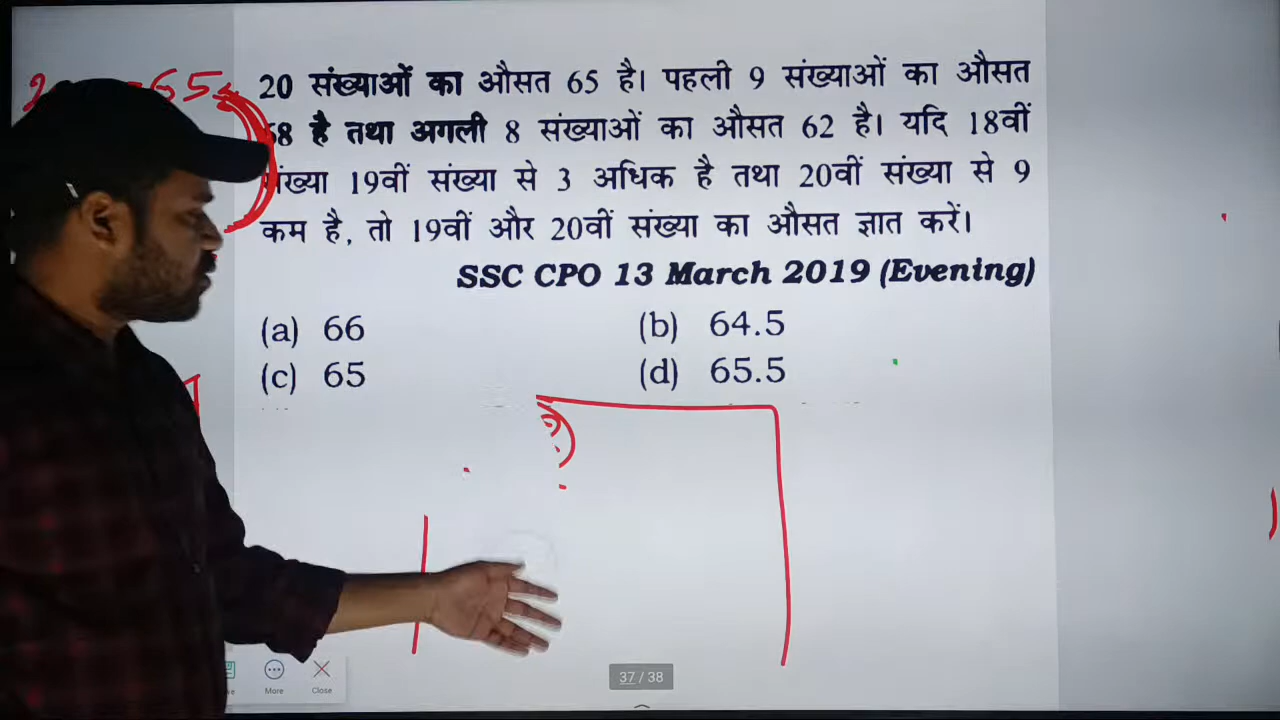 65
20 संख्याओं का औसत 65 है। पहली 9 संख्याओं का औसत
68 है तथा अगली 8 संख्याओं का औसत 62 है। यदि 18वीं
संख्या 19वीं संख्या से 3 अधिक है तथा 20वीं संख्या से 9
कम है, तो 19वीं और 20वीं संख्या का औसत ज्ञात करें।
SSC CPO 13 March 2019 (Evening)
(a) 66 (b) 64.5
(c) 65 (d) 65.5
More Close
37 / 38